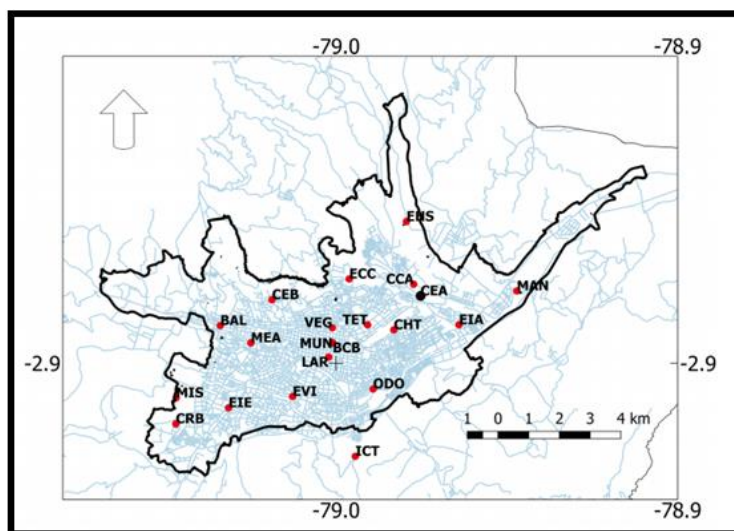 -79.0 -78.9
EHS
ECC CCA CEA MAN
CEB
BAL VEG TET CHT EIA
MEA MUN BCB
-2.9 LAR -2.9
MIS EIE EVI ODO
CRB
1 0 1 2 3 4 km
ICT
-79.0 -78.9